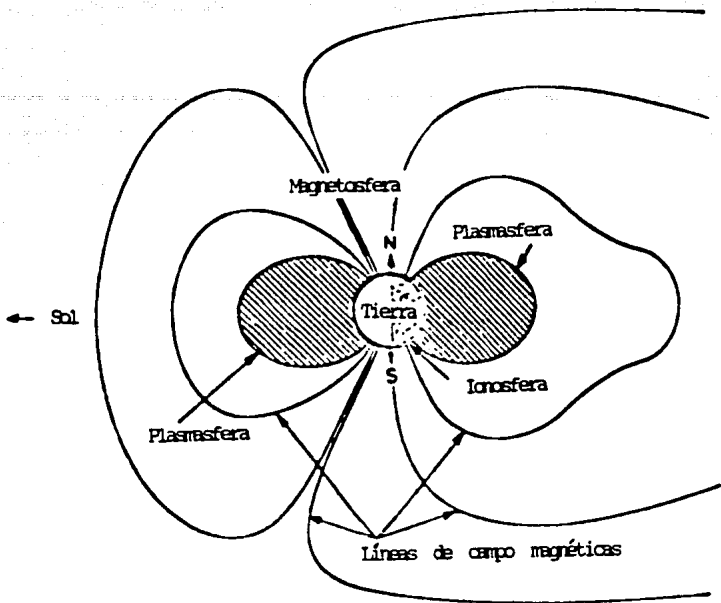 Magnetosfera
N
Plasmasfera
Sol
Tierra
S
Ionosfera
Plasmasfera
Líneas de campo magnéticas